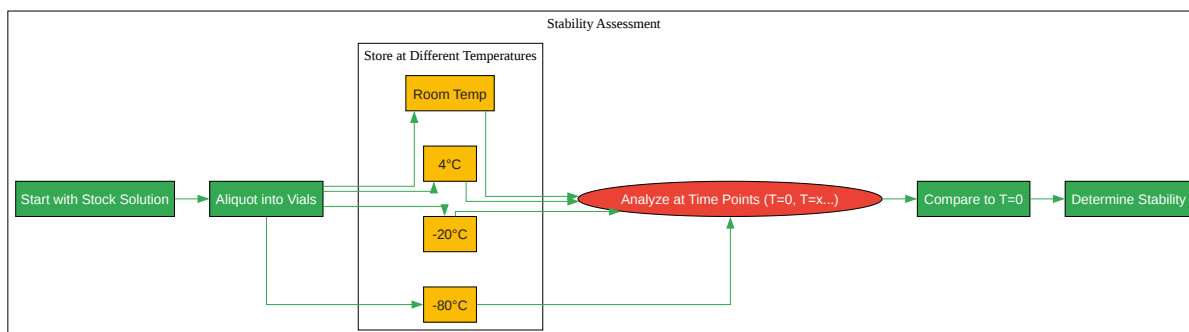 Stability Assessment
Store at Different Temperatures
Room Temp
4°C
Start with Stock Solution
Aliquot into Vials
Analyze at Time Points (T=0, T=x...)
Compare to T=0
Determine Stability
-20°C
-80°C